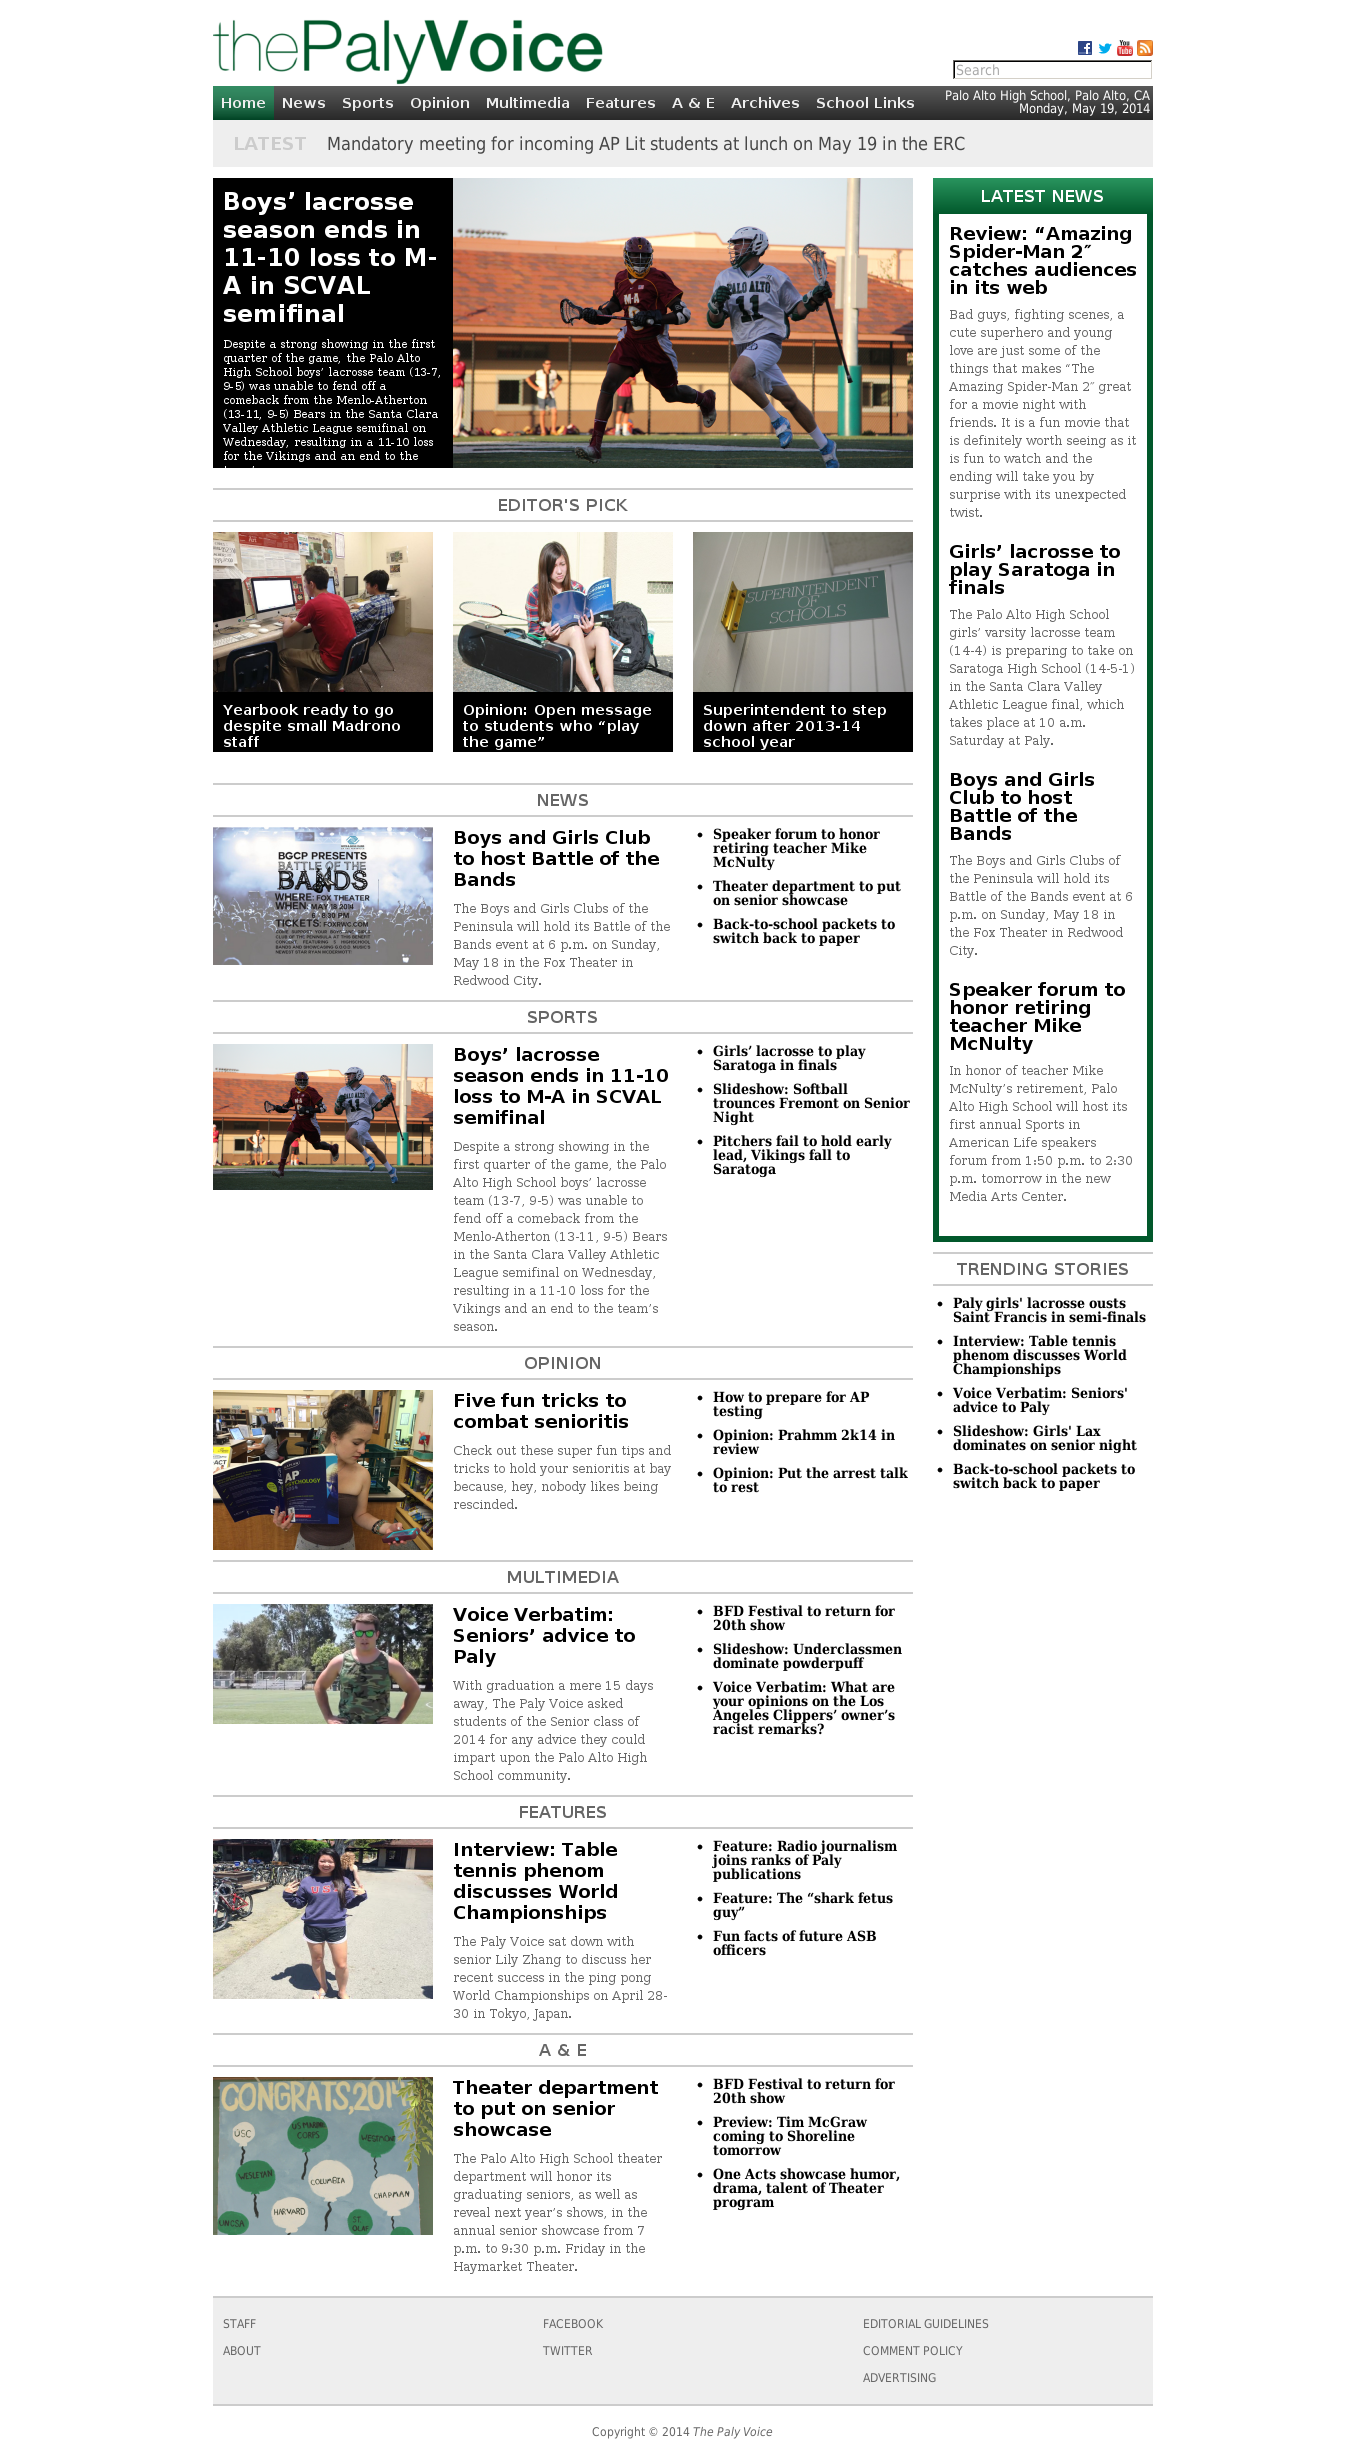 thePalyVoice
Search
Home News Sports Opinion Multimedia Features A & E Archives School Links
Palo Alto High School, Palo Alto, CA
Monday, May 19, 2014
LATEST Mandatory meeting for incoming AP Lit students at lunch on May 19 in the ERC
Boys’ lacrosse
season ends in
11-10 loss to M-
A in SCVAL
semifinal
Despite a strong showing in the first
quarter of the game, the Palo Alto
High School boys’ lacrosse team (13-7,
9-5) was unable to fend off a
comeback from the Menlo-Atherton
(13-11, 9-5) Bears in the Santa Clara
Valley Athletic League semifinal on
Wednesday, resulting in a 11-10 loss
for the Vikings and an end to the
M-A
PALO ALTO
11
EDITOR'S PICK
Yearbook ready to go
despite small Madrono
staff
Opinion: Open message
to students who “play
the game”
SUPERINTENDENT
OF
SCHOOLS
Superintendent to step
down after 2013-14
school year
NEWS
BGCP PRESENTS
BATTLE OF THE
BANDS
WHERE: FOX THEATER
WHEN: MAY 18 2014
6 - 8:30 PM
TICKETS: FOXRWC.COM
Boys and Girls Club
to host Battle of the
Bands
The Boys and Girls Clubs of the
Peninsula will hold its Battle of the
Bands event at 6 p.m. on Sunday,
May 18 in the Fox Theater in
Redwood City.
Speaker forum to honor
retiring teacher Mike
McNulty
Theater department to put
on senior showcase
Back-to-school packets to
switch back to paper
SPORTS
PALO ALTO
11
Boys’ lacrosse
season ends in 11-10
loss to M-A in SCVAL
semifinal
Despite a strong showing in the
first quarter of the game, the Palo
Alto High School boys’ lacrosse
team (13-7, 9-5) was unable to
fend off a comeback from the
Menlo-Atherton (13-11, 9-5) Bears
in the Santa Clara Valley Athletic
League semifinal on Wednesday,
resulting in a 11-10 loss for the
Vikings and an end to the team’s
season.
Girls’ lacrosse to play
Saratoga in finals
Slideshow: Softball
trounces Fremont on Senior
Night
Pitchers fail to hold early
lead, Vikings fall to
Saratoga
OPINION
ACT
AP
PSYCHOLOGY
Five fun tricks to
combat senioritis
Check out these super fun tips and
tricks to hold your senioritis at bay
because, hey, nobody likes being
rescinded.
How to prepare for AP
testing
Opinion: Prahmm 2k14 in
review
Opinion: Put the arrest talk
to rest
MULTIMEDIA
Voice Verbatim:
Seniors’ advice to
Paly
With graduation a mere 15 days
away, The Paly Voice asked
students of the Senior class of
2014 for any advice they could
impart upon the Palo Alto High
School community.
BFD Festival to return for
20th show
Slideshow: Underclassmen
dominate powderpuff
Voice Verbatim: What are
your opinions on the Los
Angeles Clippers’ owner’s
racist remarks?
FEATURES
US
Interview: Table
tennis phenom
discusses World
Championships
The Paly Voice sat down with
senior Lily Zhang to discuss her
recent success in the ping pong
World Championships on April 28-
30 in Tokyo, Japan.
Feature: Radio journalism
joins ranks of Paly
publications
Feature: The “shark fetus
guy”
Fun facts of future ASB
officers
A & E
CONGRATS, 2014
USC
US MARINE
CORPS
WESTMONT
WESLEYAN
COLUMBIA
CHAPMAN
HARVARD
UNCSA
ST. OLAF
Theater department
to put on senior
showcase
The Palo Alto High School theater
department will honor its
graduating seniors, as well as
reveal next year’s shows, in the
annual senior showcase from 7
p.m. to 9:30 p.m. Friday in the
Haymarket Theater.
BFD Festival to return for
20th show
Preview: Tim McGraw
coming to Shoreline
tomorrow
One Acts showcase humor,
drama, talent of Theater
program
LATEST NEWS
Review: “Amazing
Spider-Man 2″
catches audiences
in its web
Bad guys, fighting scenes, a
cute superhero and young
love are just some of the
things that makes “The
Amazing Spider-Man 2″ great
for a movie night with
friends. It is a fun movie that
is definitely worth seeing as it
is fun to watch and the
ending will take you by
surprise with its unexpected
twist.
Girls’ lacrosse to
play Saratoga in
finals
The Palo Alto High School
girls’ varsity lacrosse team
(14-4) is preparing to take on
Saratoga High School (14-5-1)
in the Santa Clara Valley
Athletic League final, which
takes place at 10 a.m.
Saturday at Paly.
Boys and Girls
Club to host
Battle of the
Bands
The Boys and Girls Clubs of
the Peninsula will hold its
Battle of the Bands event at 6
p.m. on Sunday, May 18 in
the Fox Theater in Redwood
City.
Speaker forum to
honor retiring
teacher Mike
McNulty
In honor of teacher Mike
McNulty’s retirement, Palo
Alto High School will host its
first annual Sports in
American Life speakers
forum from 1:50 p.m. to 2:30
p.m. tomorrow in the new
Media Arts Center.
TRENDING STORIES
Paly girls' lacrosse ousts
Saint Francis in semi-finals
Interview: Table tennis
phenom discusses World
Championships
Voice Verbatim: Seniors'
advice to Paly
Slideshow: Girls' Lax
dominates on senior night
Back-to-school packets to
switch back to paper
STAFF
ABOUT
FACEBOOK
TWITTER
EDITORIAL GUIDELINES
COMMENT POLICY
ADVERTISING
Copyright © 2014 The Paly Voice